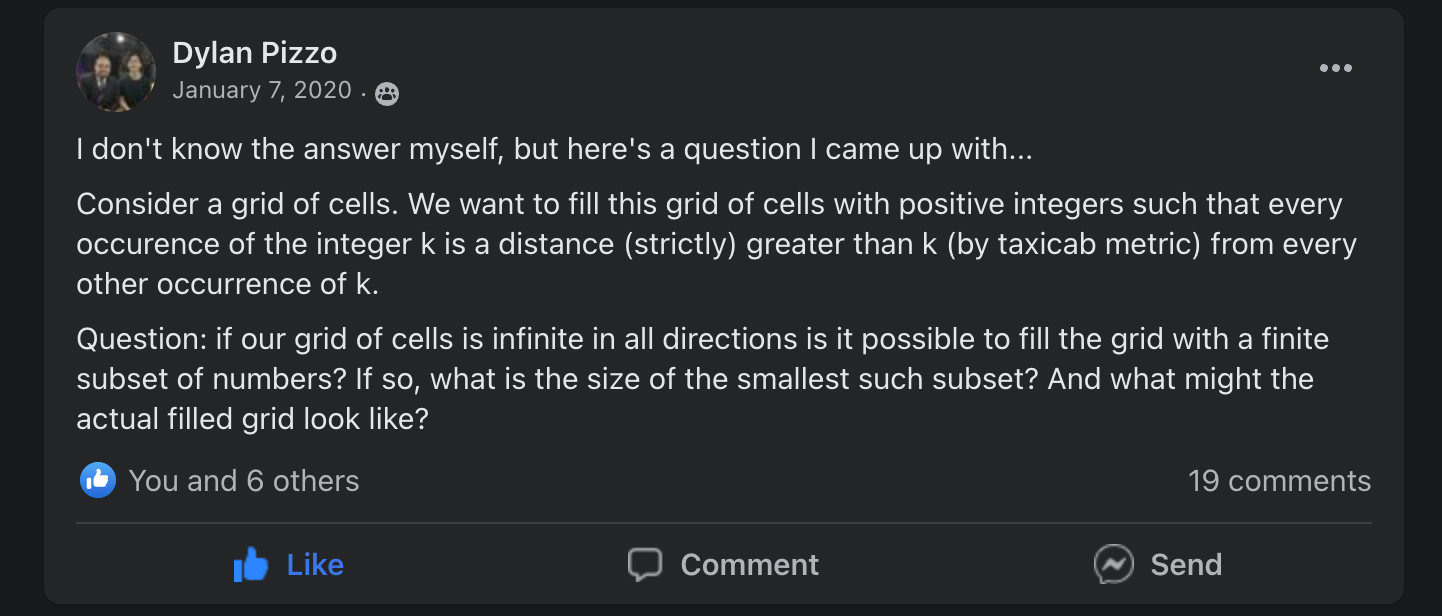 Dylan Pizzo
January 7, 2020 ·
I don't know the answer myself, but here's a question I came up with...
Consider a grid of cells. We want to fill this grid of cells with positive integers such that every
occurence of the integer k is a distance (strictly) greater than k (by taxicab metric) from every
other occurrence of k.
Question: if our grid of cells is infinite in all directions is it possible to fill the grid with a finite
subset of numbers? If so, what is the size of the smallest such subset? And what might the
actual filled grid look like?
You and 6 others
19 comments
Like
Comment
Send